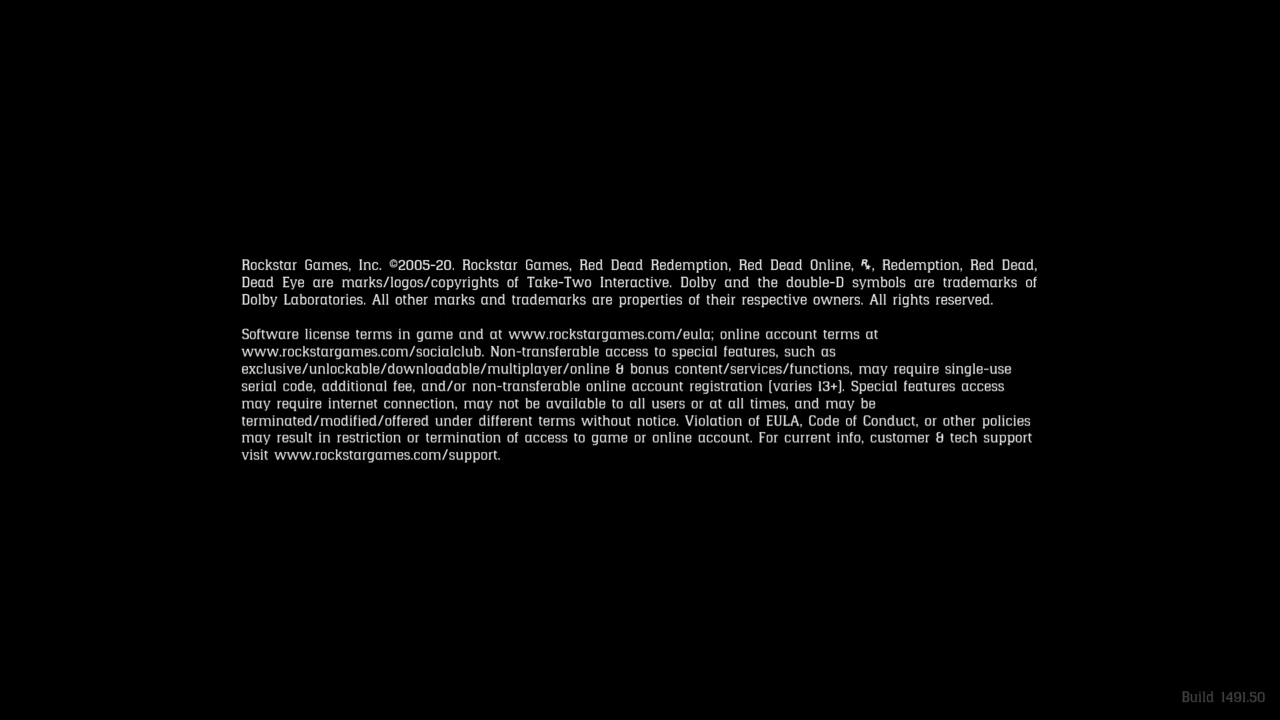 Rockstar Games, Inc. ©2005-20. Rockstar Games, Red Dead Redemption, Red Dead Online, R★, Redemption, Red Dead,
Dead Eye are marks/logos/copyrights of Take-Two Interactive. Dolby and the double-D symbols are trademarks of
Dolby Laboratories. All other marks and trademarks are properties of their respective owners. All rights reserved.
Software license terms in game and at www.rockstargames.com/eula; online account terms at
www.rockstargames.com/socialclub. Non-transferable access to special features, such as
exclusive/unlockable/downloadable/multiplayer/online & bonus content/services/functions, may require single-use
serial code, additional fee, and/or non-transferable online account registration (varies 13+). Special features access
may require internet connection, may not be available to all users or at all times, and may be
terminated/modified/offered under different terms without notice. Violation of EULA, Code of Conduct, or other policies
may result in restriction or termination of access to game or online account. For current info, customer & tech support
visit www.rockstargames.com/support.
Build 1491.50